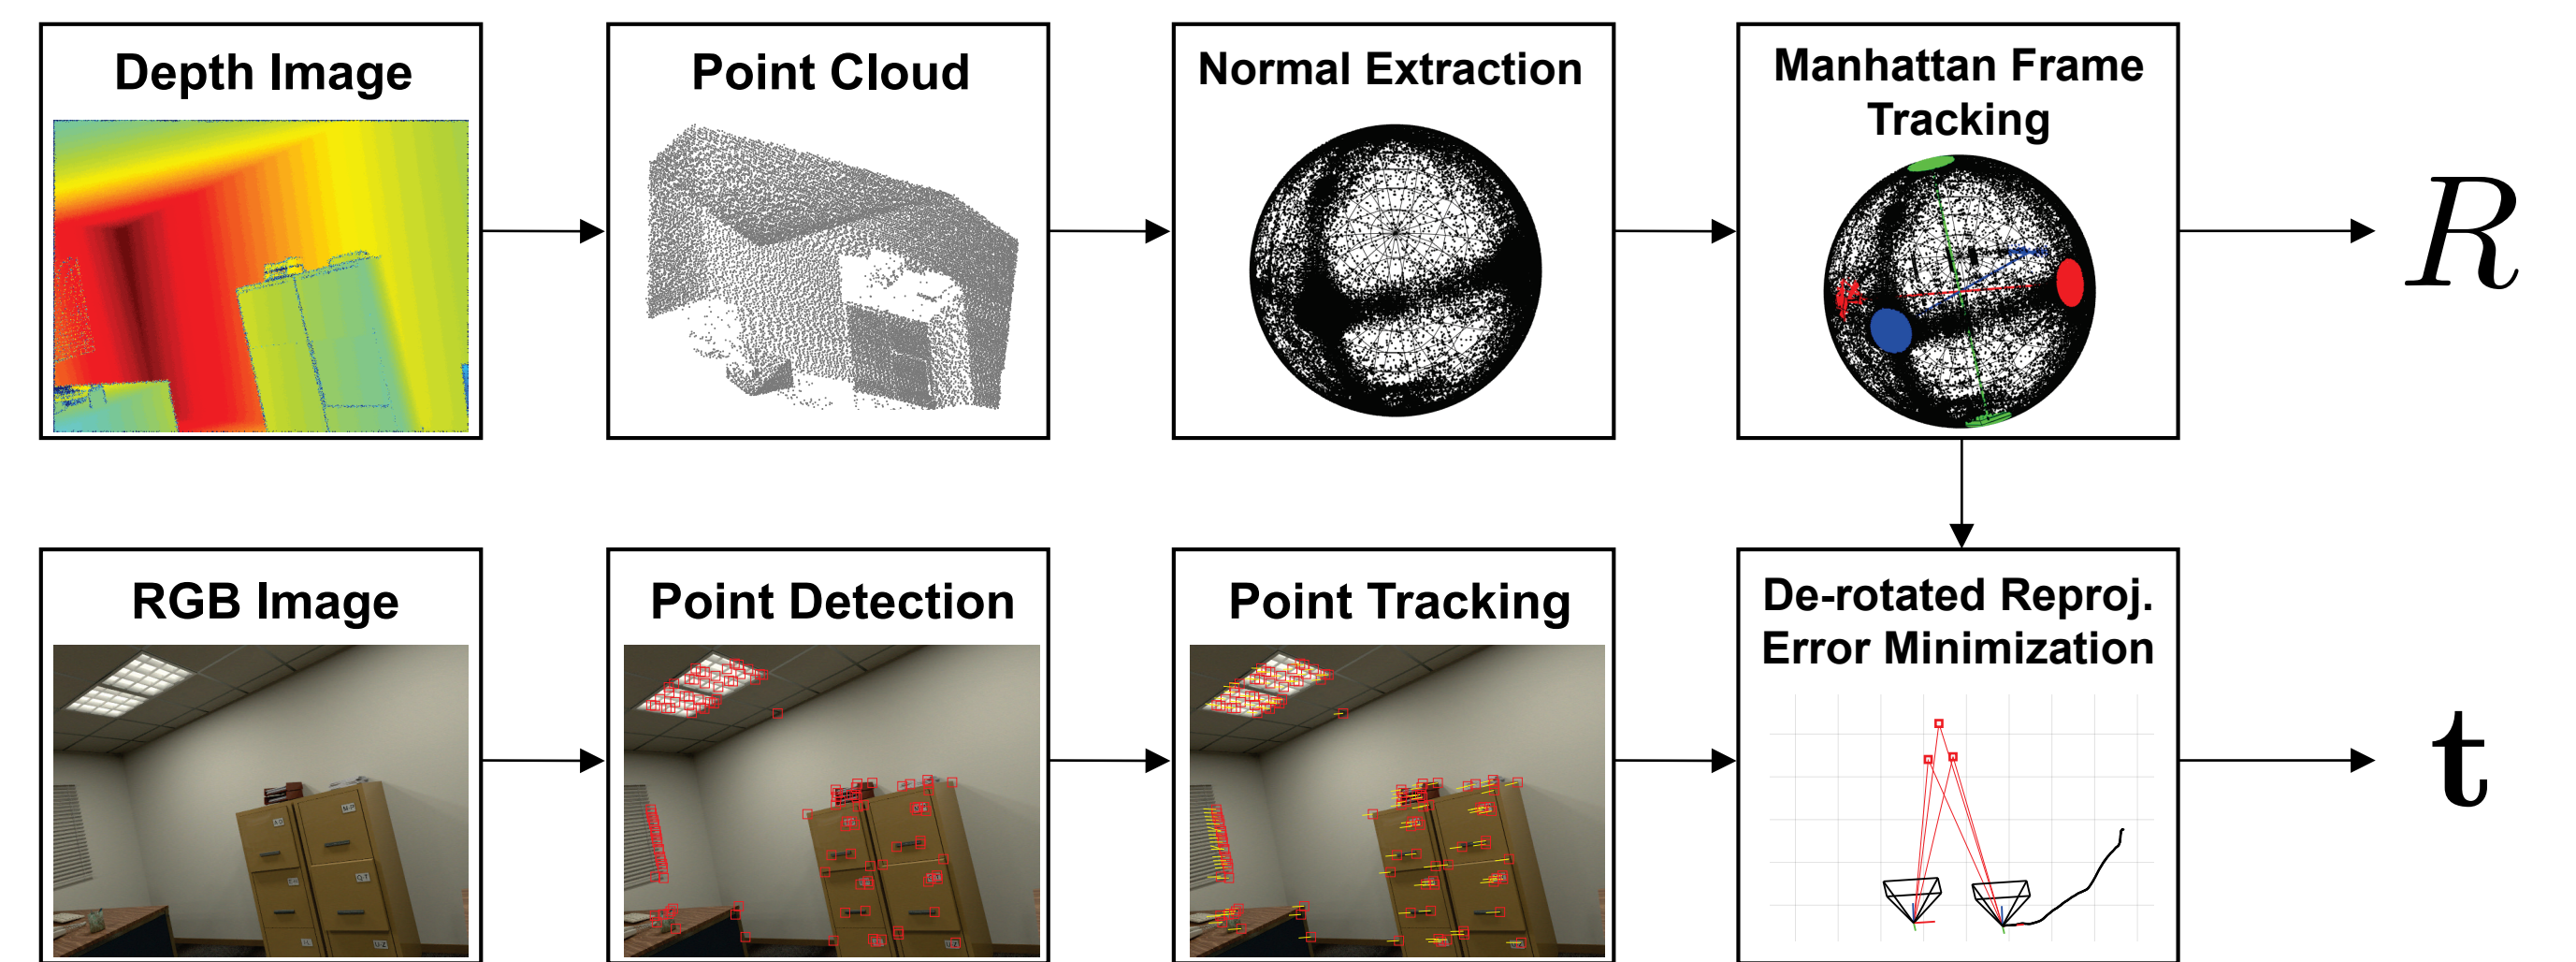 Depth Image
Point Cloud
Normal Extraction
Manhattan Frame
Tracking
R
RGB Image
Point Detection
Point Tracking
De-rotated Reproj.
Error Minimization
t